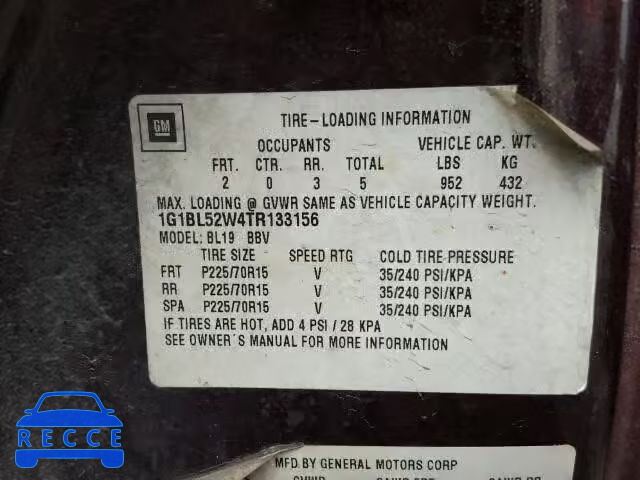 GM
TIRE-LOADING INFORMATION
OCCUPANTS VEHICLE CAP. WT.
FRT. CTR. RR. TOTAL LBS KG
2 0 3 5 952 432
MAX. LOADING @ GVWR SAME AS VEHICLE CAPACITY WEIGHT.
1G1BL52W4TR133156
MODEL: BL19 BBV
TIRE SIZE SPEED RTG COLD TIRE PRESSURE
FRT P225/70R15 V 35/240 PSI/KPA
RR P225/70R15 V 35/240 PSI/KPA
SPA P225/70R15 V 35/240 PSI/KPA
IF TIRES ARE HOT, ADD 4 PSI / 28 KPA
SEE OWNER'S MANUAL FOR MORE INFORMATION
RECCE
MFD BY GENERAL MOTORS CORP